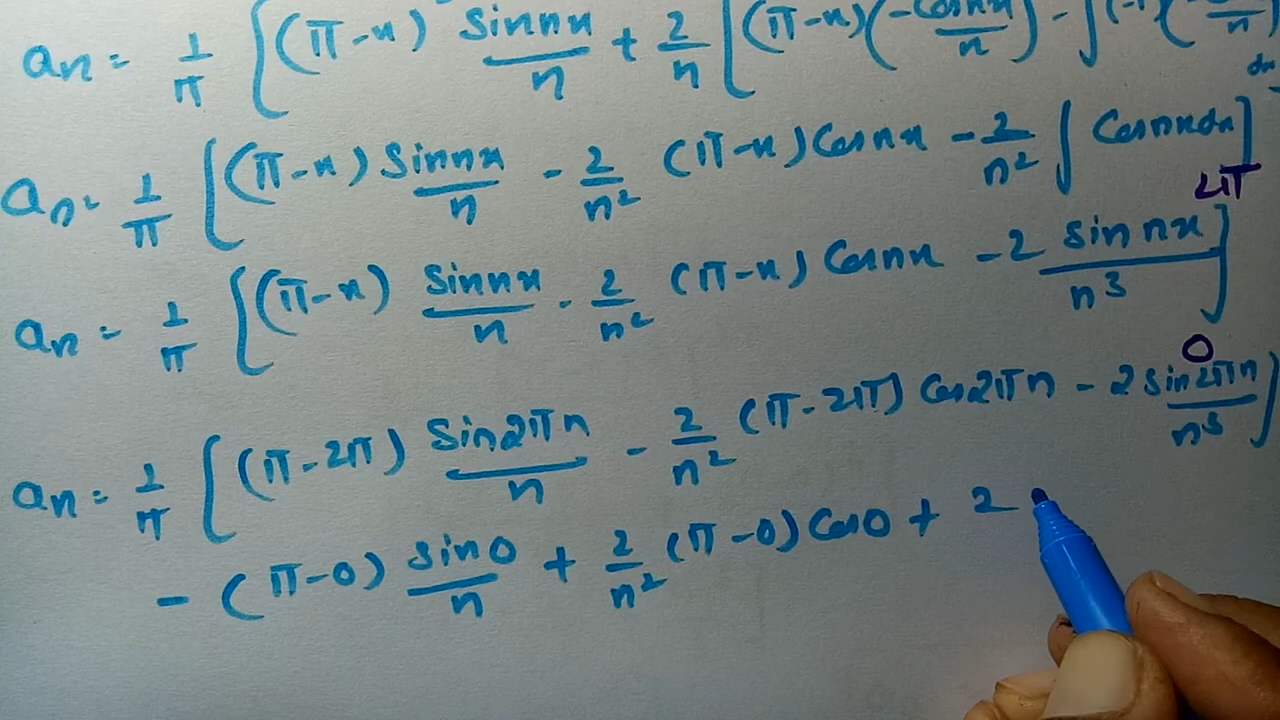 an = 1/π [(π-x) sinnx/n + 2/n [(π-x)(-cosnx/n) - ∫(-1)(-cosnx/n) dx
an = 1/π [(π-x) sinnx/n - 2/n² (π-x) cosnx - 2/n² ∫ cosnxdx]
an = 1/π [(π-x) sinnx/n - 2/n² (π-x) cosnx - 2 sinnx/n³] 2π 0
an = 1/π [(π-2π) sin2πn/n - 2/n² (π-2π) cos2πn - 2 sin2πn/n³]
- (π-0) sin0/n + 2/n² (π-0) cos0 + 2